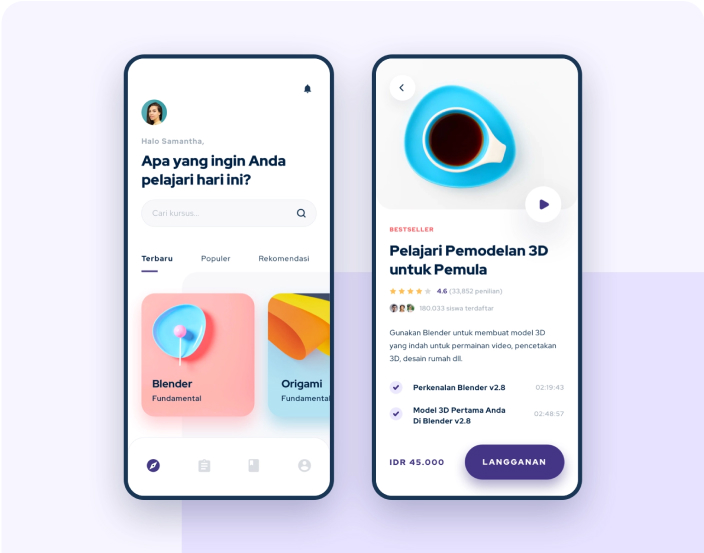 Halo Samantha,
Apa yang ingin Anda
pelajari hari ini?
Cari kursus...
Terbaru
Populer
Rekomendasi
Blender
Fundamental
Origami
Fundamental
BESTSELLER
Pelajari Pemodelan 3D
untuk Pemula
4.6 (33,852 penilian)
180.033 siswa terdaftar
Gunakan Blender untuk membuat model 3D
yang indah untuk permainan video, pencetakan
3D, desain rumah dll.
Perkenalan Blender v2.8
02:19:43
Model 3D Pertama Anda
Di Blender v2.8
02:48:57
IDR 45.000
LANGGANAN